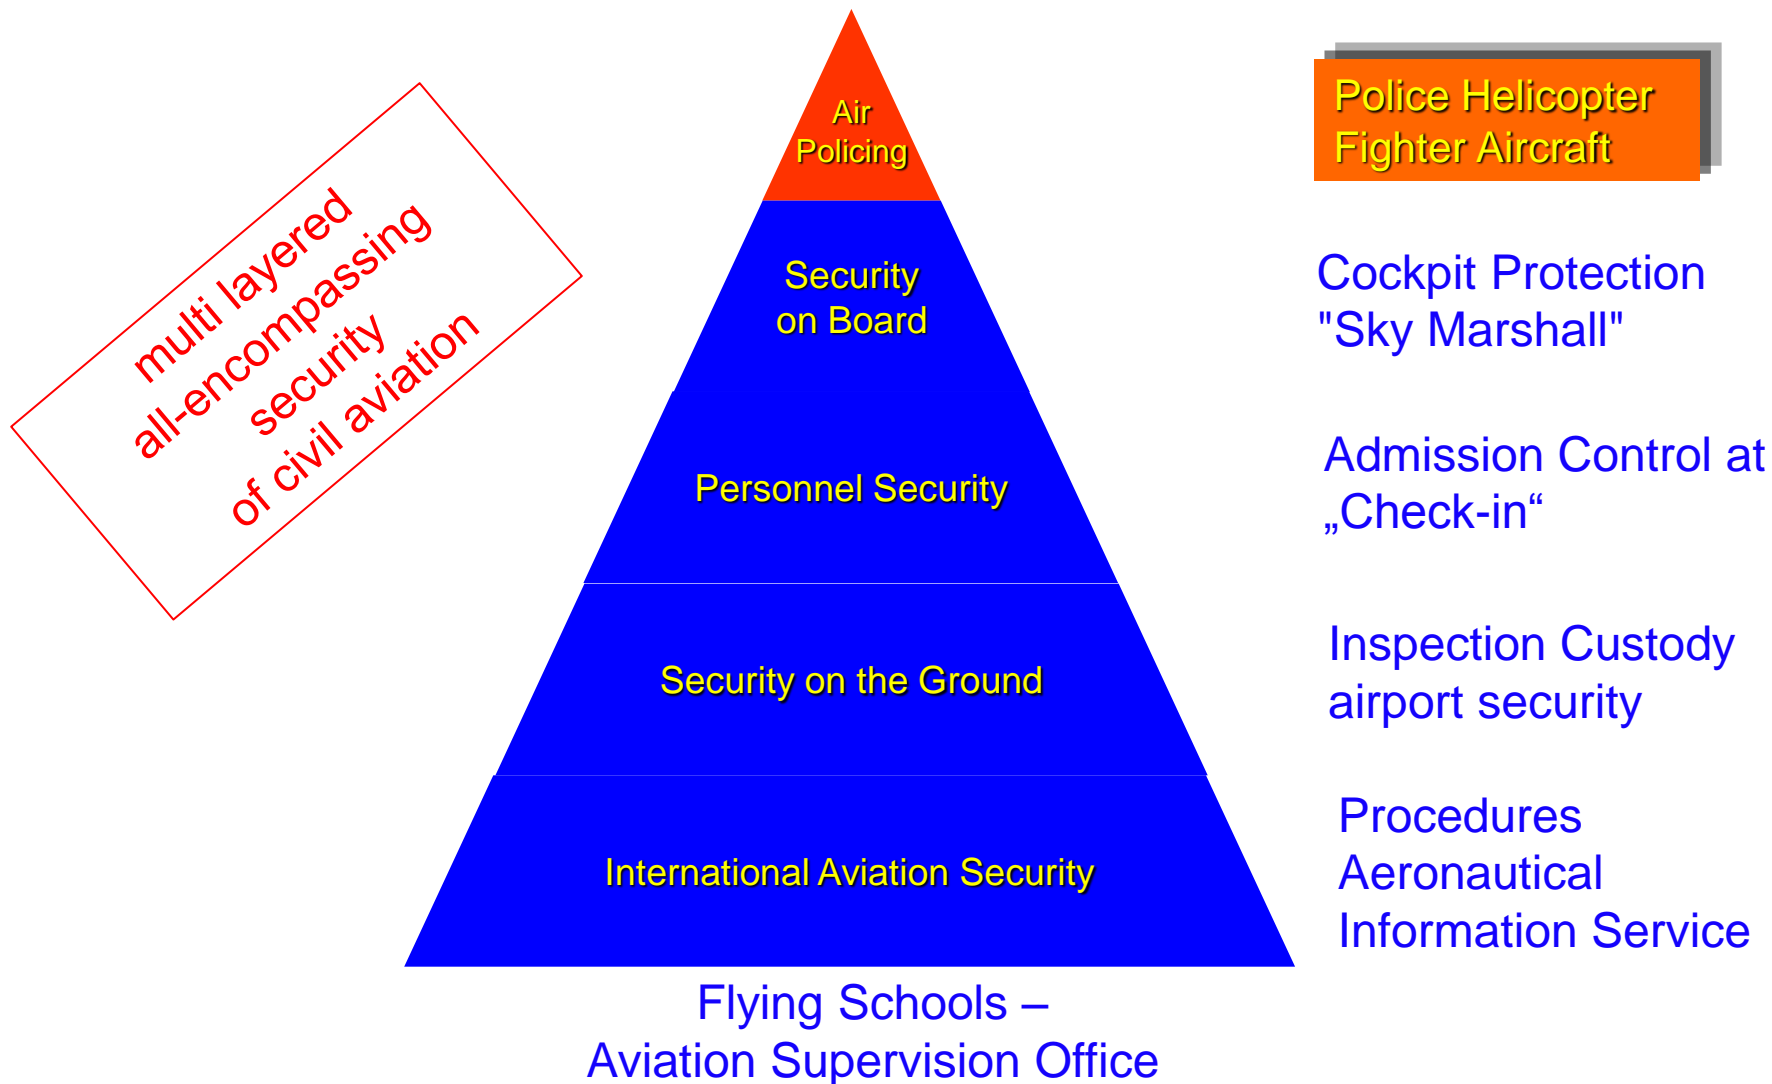 multi layered
all-encompassing
security
of civil aviation
Air
Policing
Police Helicopter
Fighter Aircraft
Security
on Board
Cockpit Protection
"Sky Marshall"
Personnel Security
Admission Control at
„Check-in“
Security on the Ground
Inspection Custody
airport security
International Aviation Security
Procedures
Aeronautical
Information Service
Flying Schools –
Aviation Supervision Office